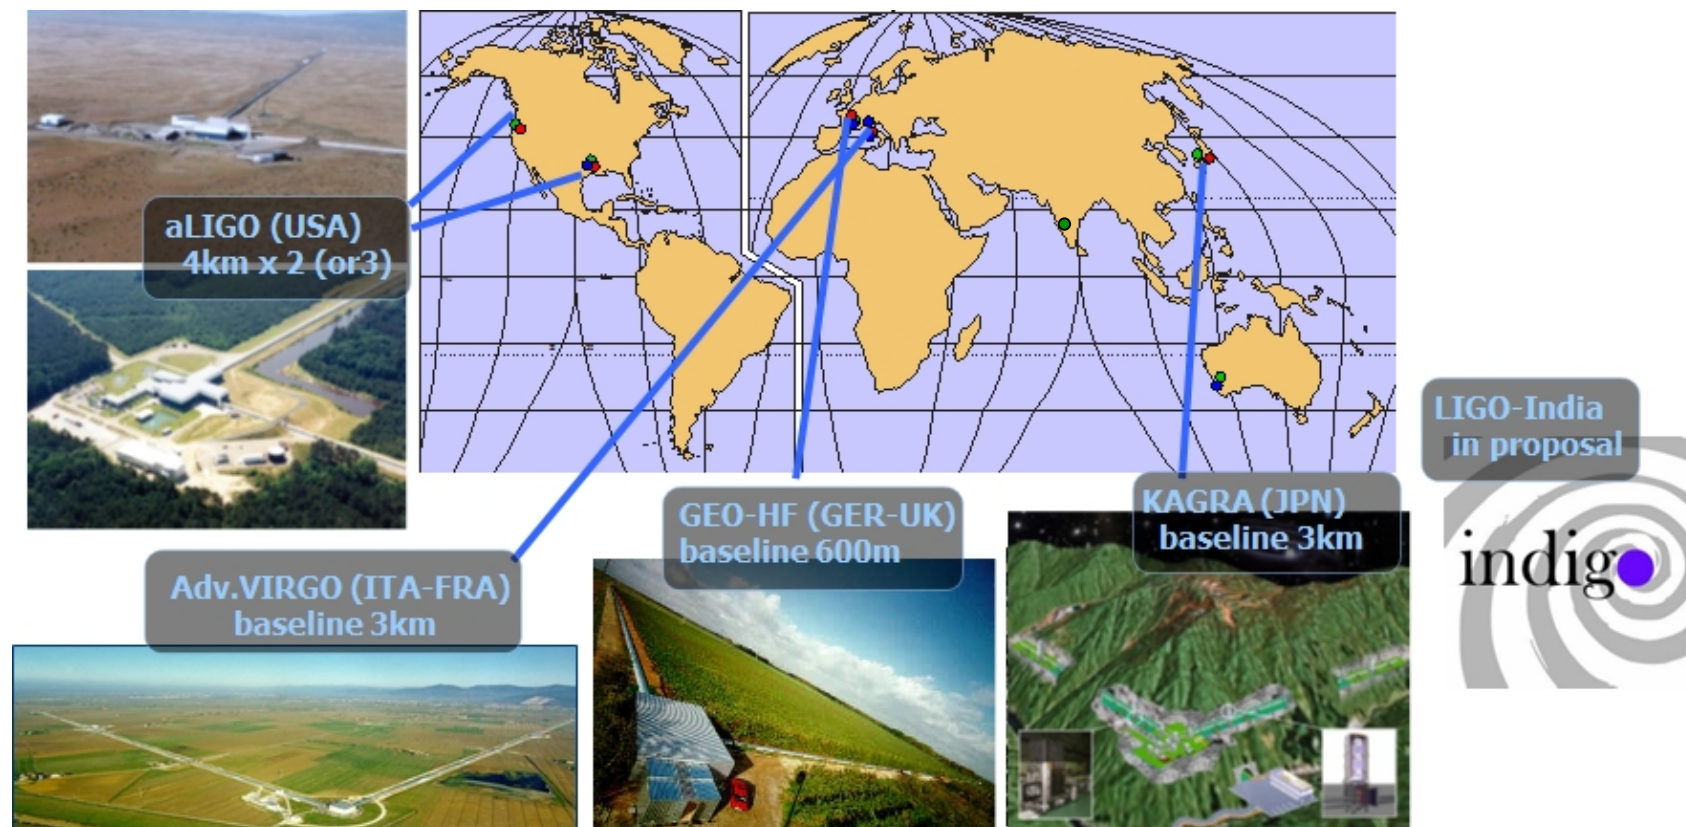 aLIGO (USA)
4km x 2 (or3)
LIGO-India
in proposal
GEO-HF (GER-UK)
baseline 600m
KAGRA (JPN)
baseline 3km
indigo
Adv.VIRGO (ITA-FRA)
baseline 3km